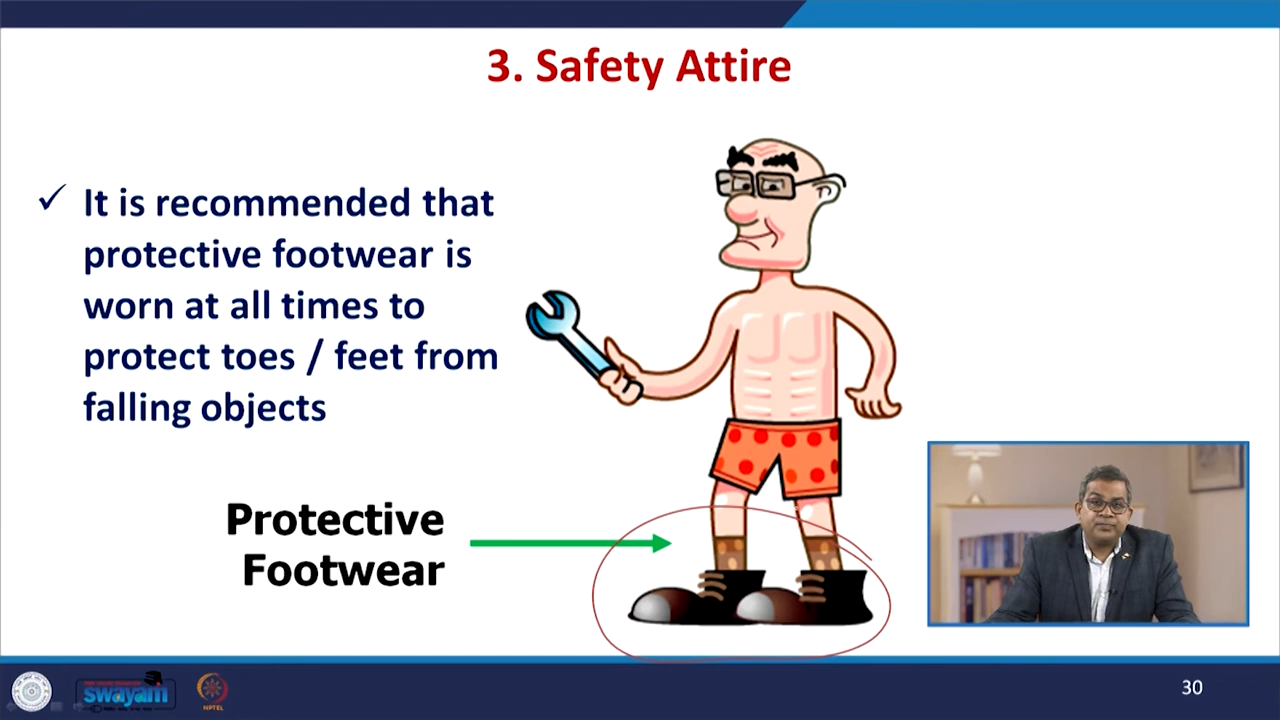 3. Safety Attire
✓ It is recommended that
protective footwear is
worn at all times to
protect toes / feet from
falling objects
Protective
Footwear
swayam
NPTEL
30